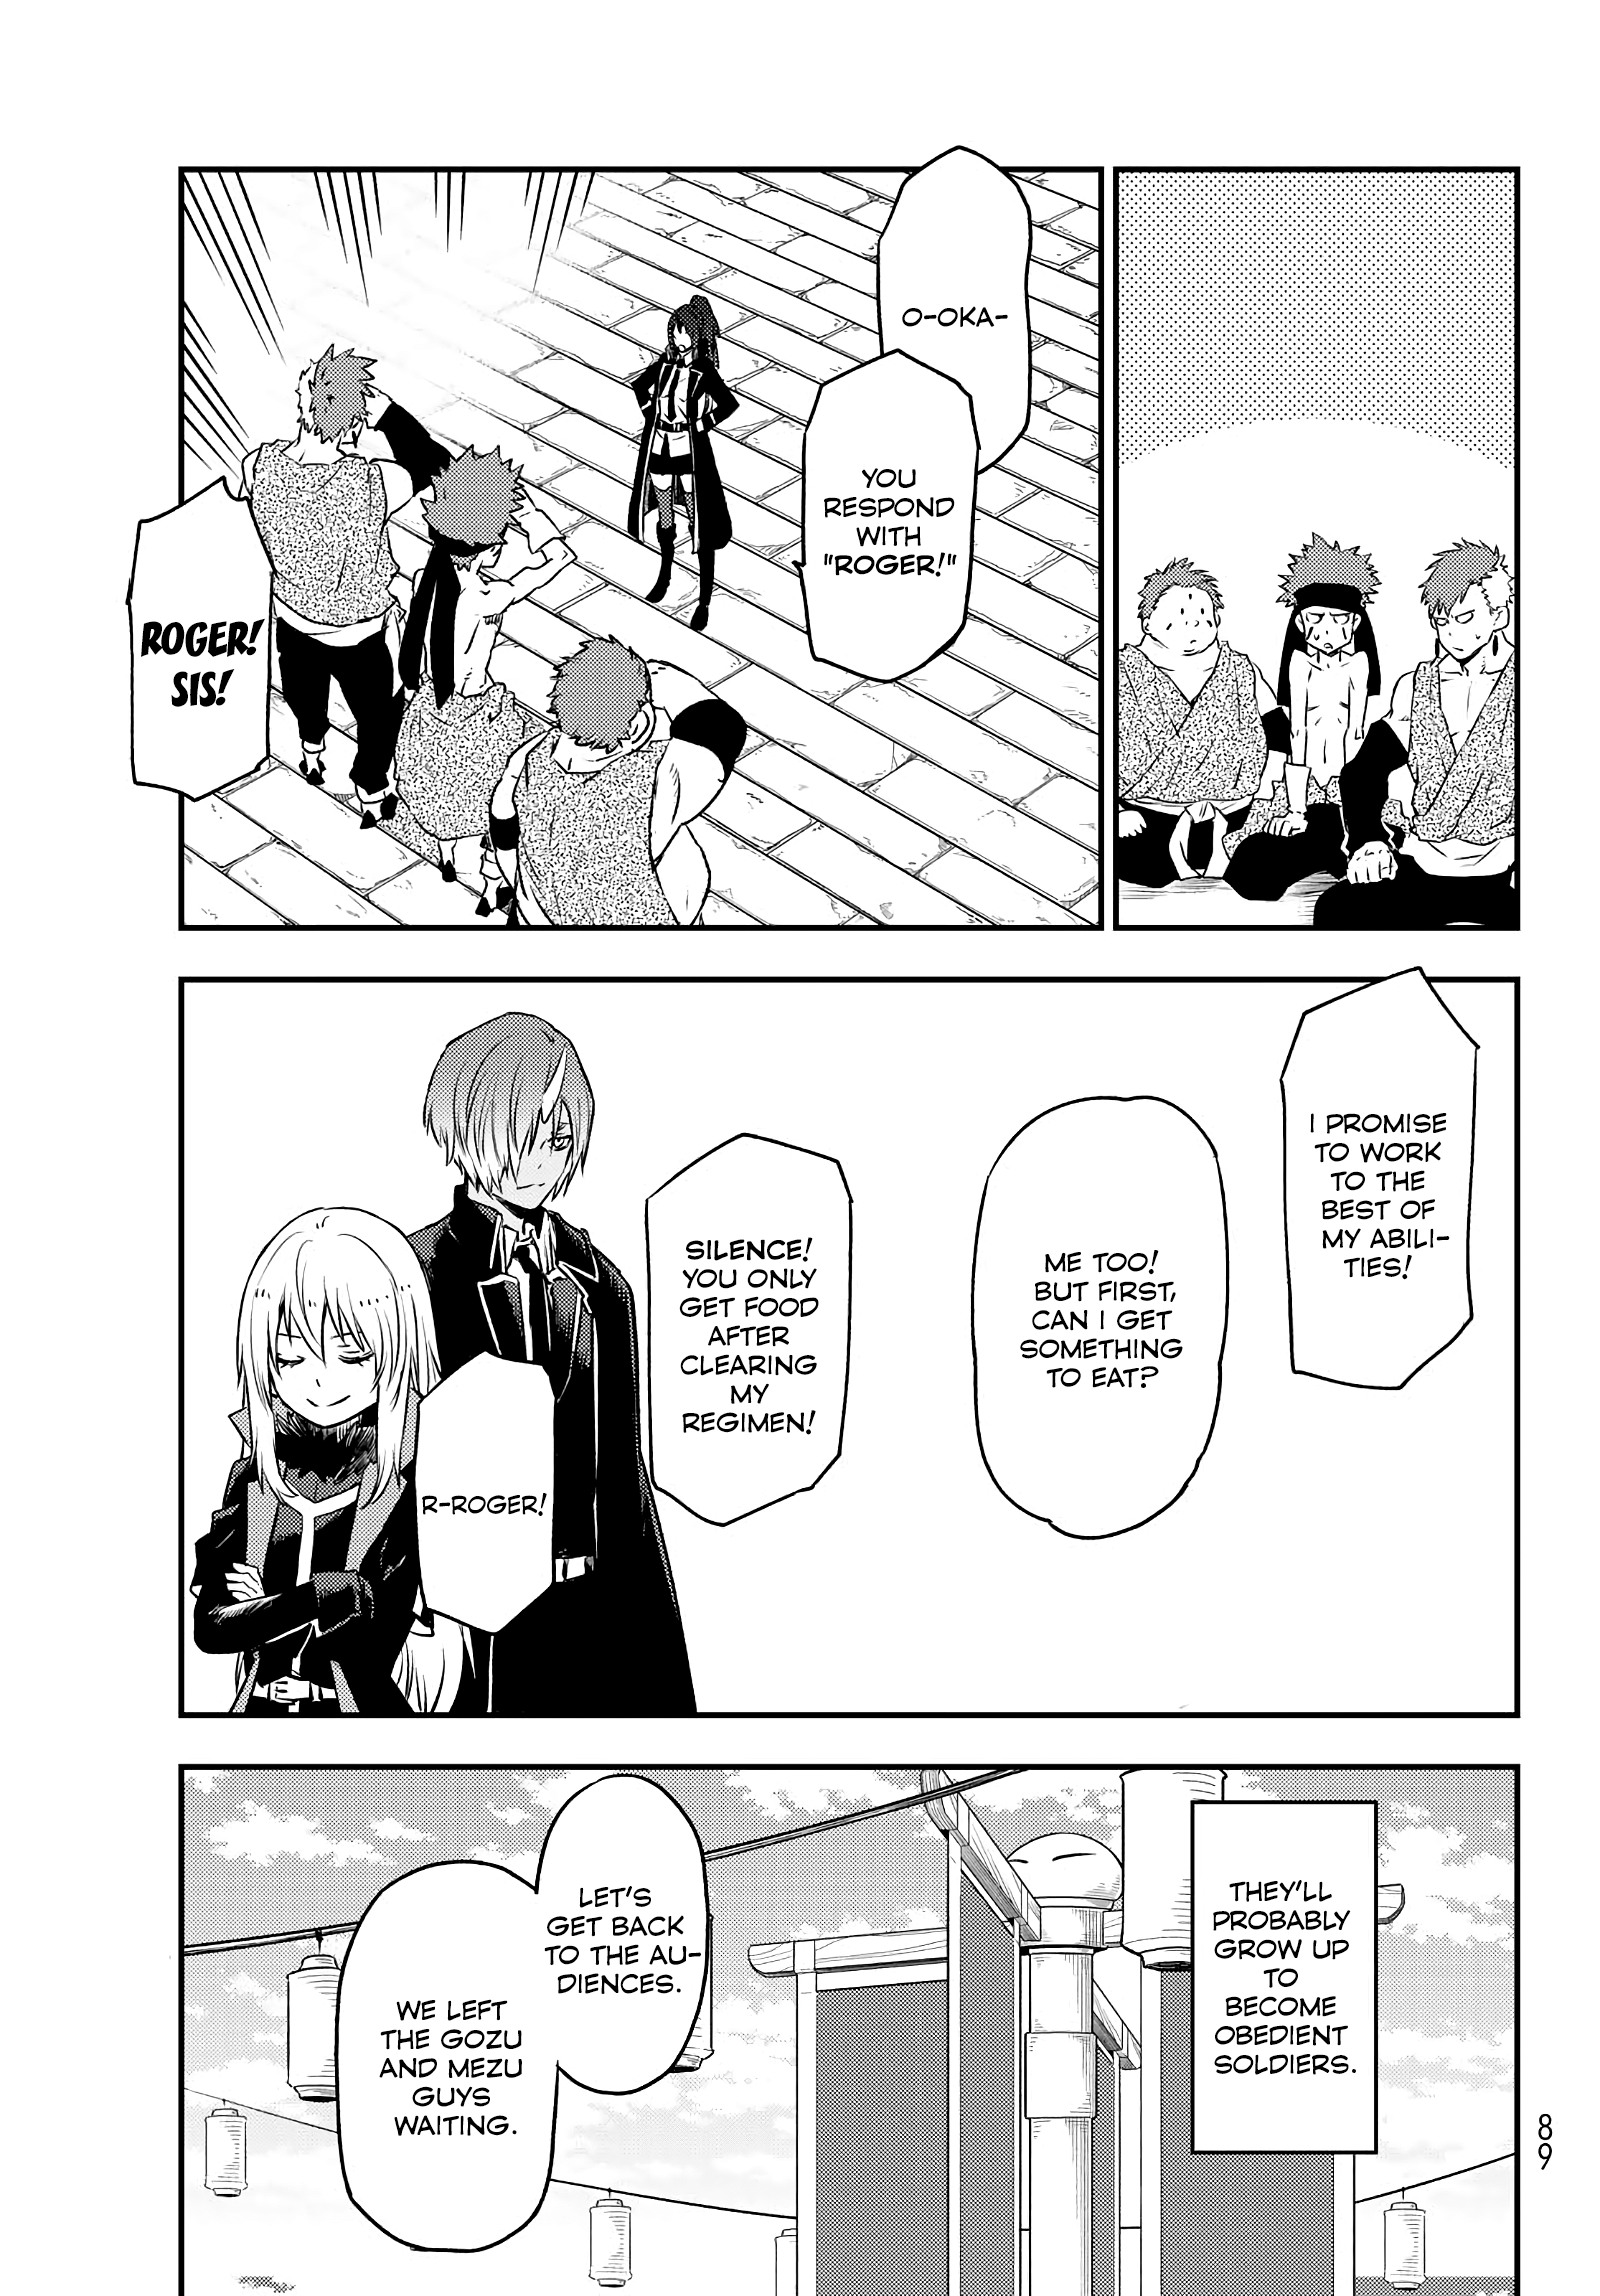 O-OKA-
YOU
RESPOND
WITH
"ROGER!"
ROGER!
SIS!
I PROMISE
TO WORK
TO THE
BEST OF
MY ABILI-
TIES!
ME TOO!
BUT FIRST,
CAN I GET
SOMETHING
TO EAT?
SILENCE!
YOU ONLY
GET FOOD
AFTER
CLEARING
MY
REGIMEN!
R-ROGER!
THEY'LL
PROBABLY
GROW UP
TO
BECOME
OBEDIENT
SOLDIERS.
LET'S
GET BACK
TO THE AU-
DIENCES.
WE LEFT
THE GOZU
AND MEZU
GUYS
WAITING.
89